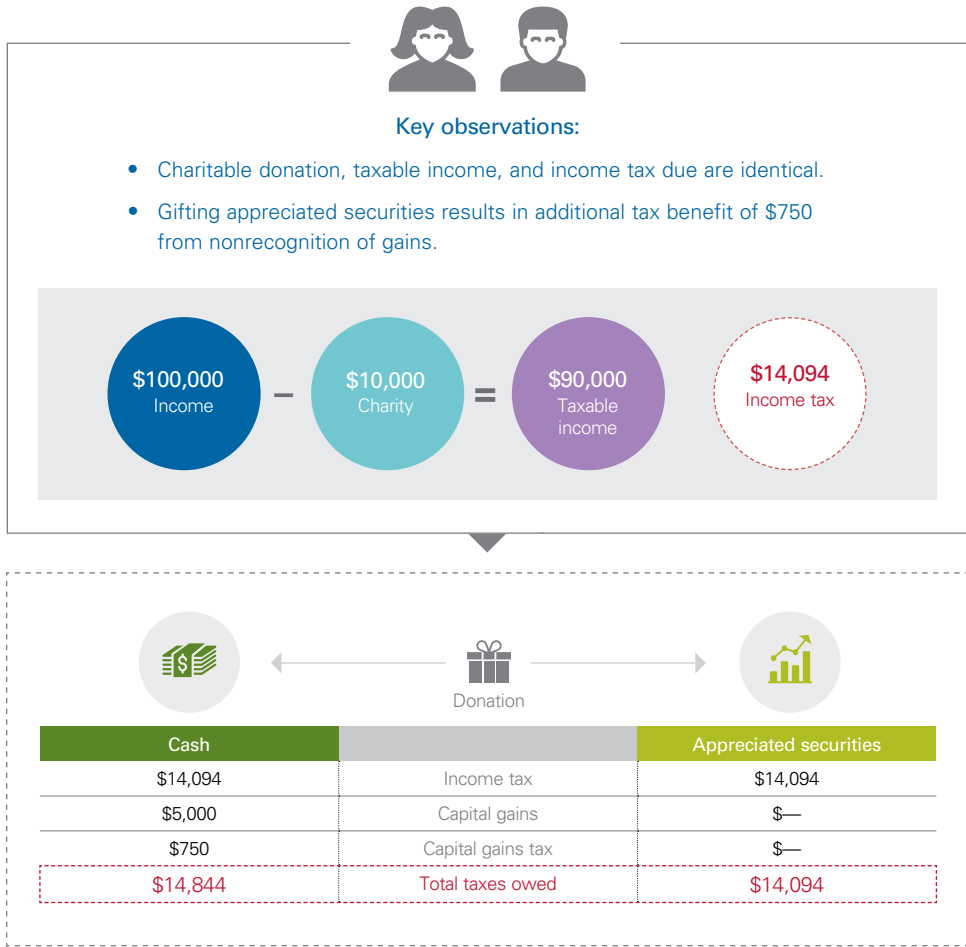 Key observations:
• Charitable donation, taxable income, and income tax due are identical.
• Gifting appreciated securities results in additional tax benefit of $750
from nonrecognition of gains.
$100,000
Income
–
$10,000
Charity
=
$90,000
Taxable
income
$14,094
Income tax
$
Donation
Cash Appreciated securities
$14,094 Income tax $14,094
$5,000 Capital gains $—
$750 Capital gains tax $—
$14,844 Total taxes owed $14,094